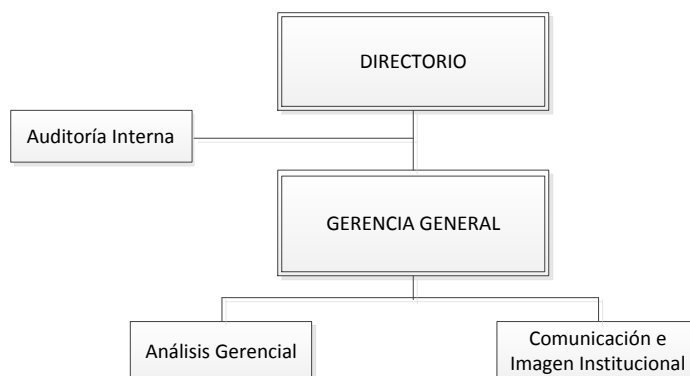 DIRECTORIO
Auditoría Interna
GERENCIA GENERAL
Análisis Gerencial
Comunicación e
Imagen Institucional